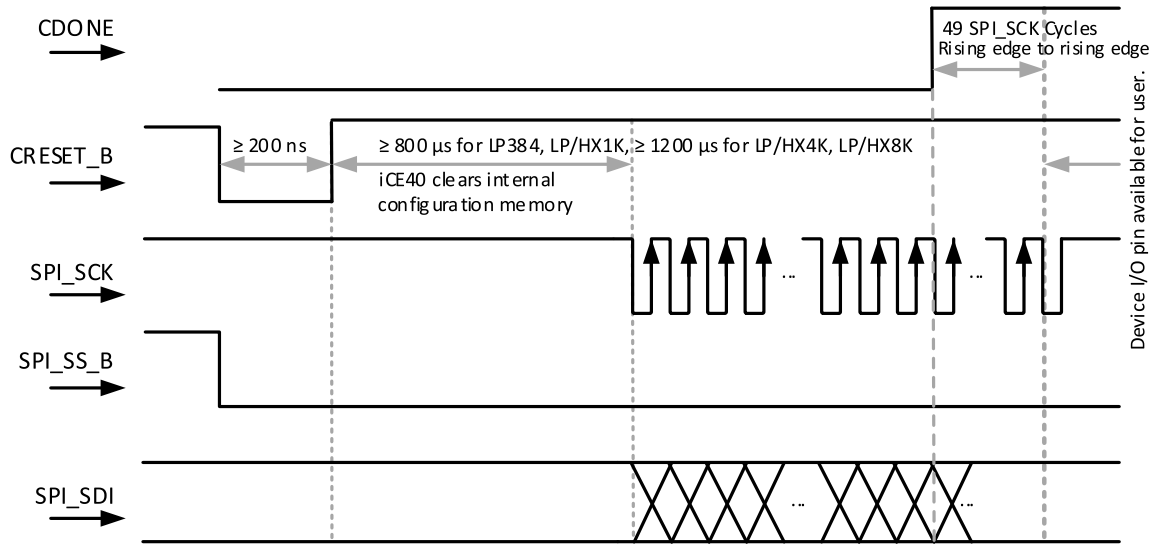 CDONE
49 SPI_SCK Cycles
Rising edge to rising edge
CRESET_B
≥ 200 ns
≥ 800 µs for LP384, LP/HX1K, ≥ 1200 µs for LP/HX4K, LP/HX8K
iCE40 clears internal
configuration memory
SPI_SCK
...
...
SPI_SS_B
SPI_SDI
...
...
Device I/O pin available for user.